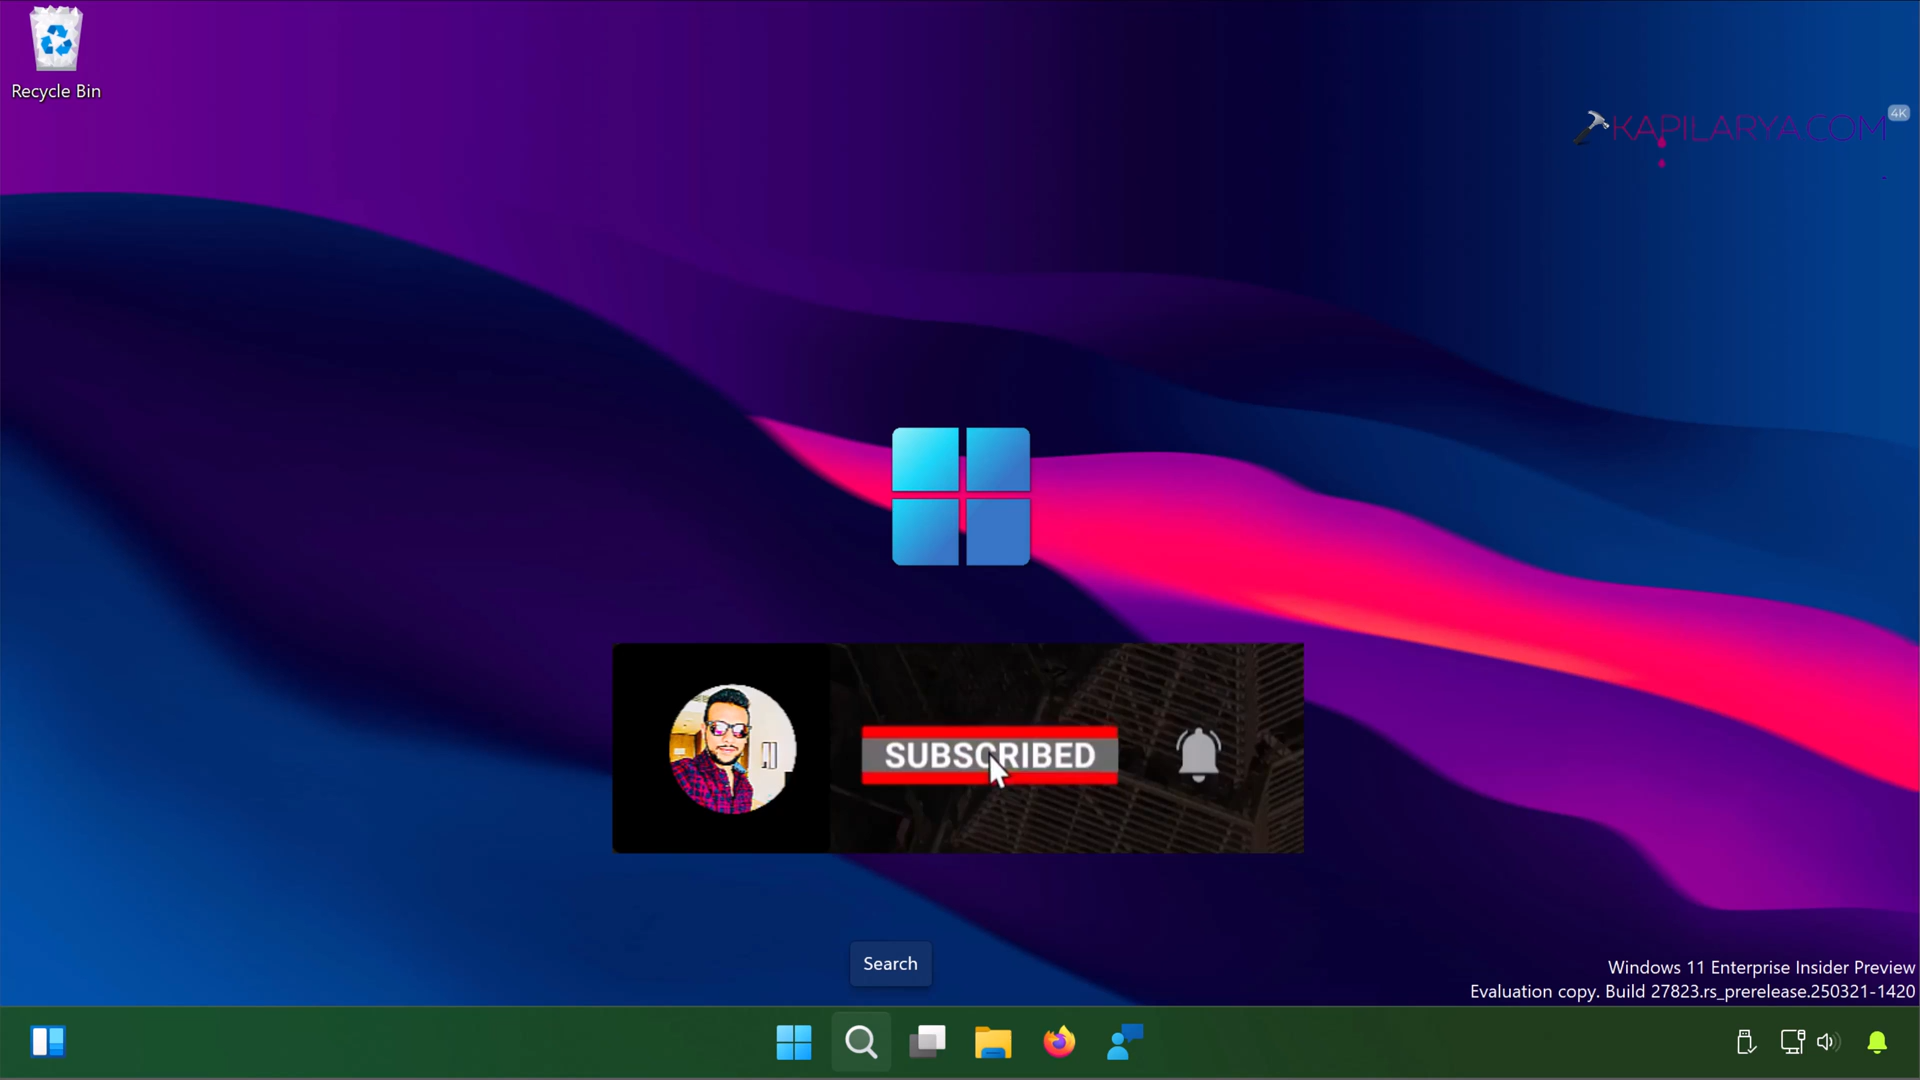 Recycle Bin
4K
KAPILARYA.COM
SUBSCRIBED
Search
Windows 11 Enterprise Insider Preview
Evaluation copy. Build 27823.rs_prerelease.250321-1420